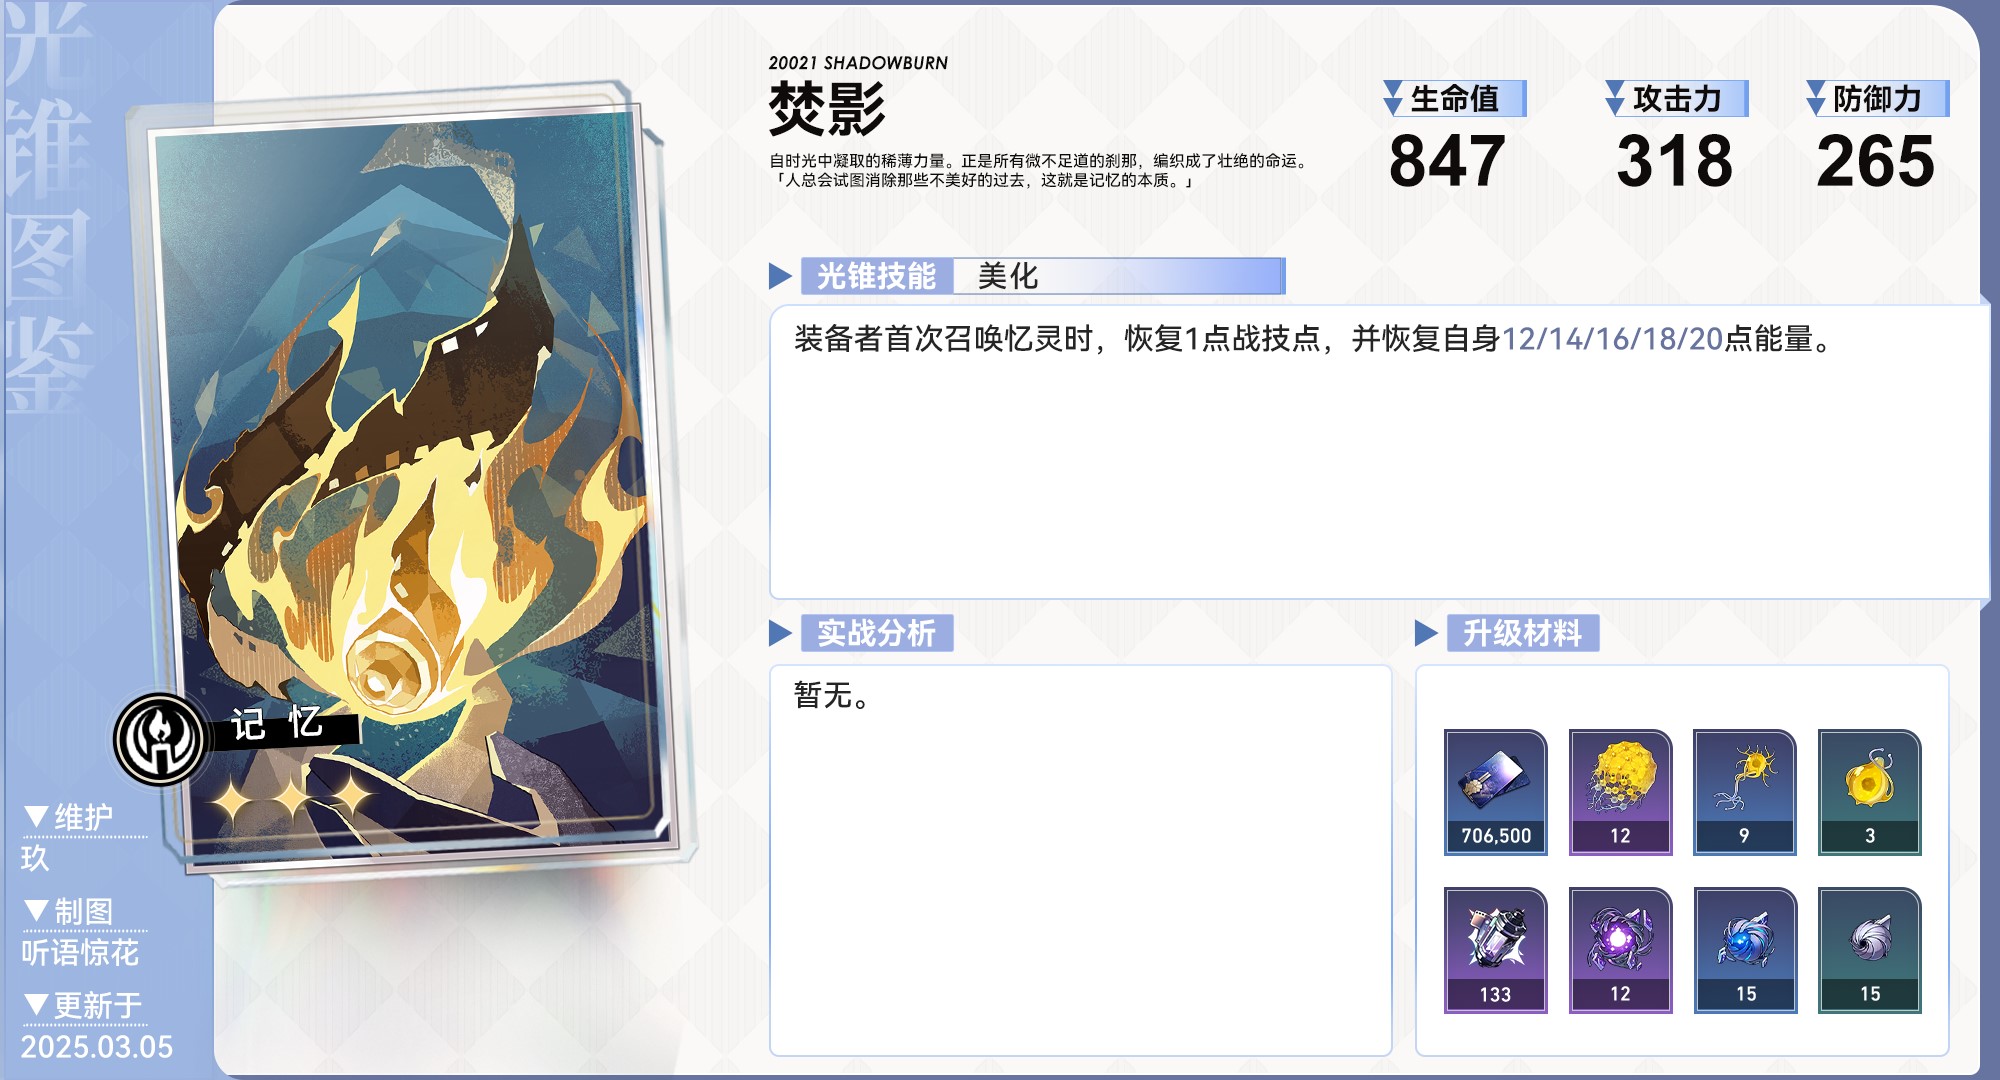 光锥图鉴
20021 SHADOWBURN
焚影
自时光中凝取的稀薄力量。正是所有微不足道的刹那，编织成了壮绝的命运。
「人总会试图消除那些不美好的过去，这就是记忆的本质。」
生命值
847
攻击力
318
防御力
265
光锥技能
美化
装备者首次召唤忆灵时，恢复1点战技点，并恢复自身12/14/16/18/20点能量。
实战分析
暂无。
升级材料
706,500
12
9
3
133
12
15
15
记忆
维护
玖
制图
听语惊花
更新于
2025.03.05